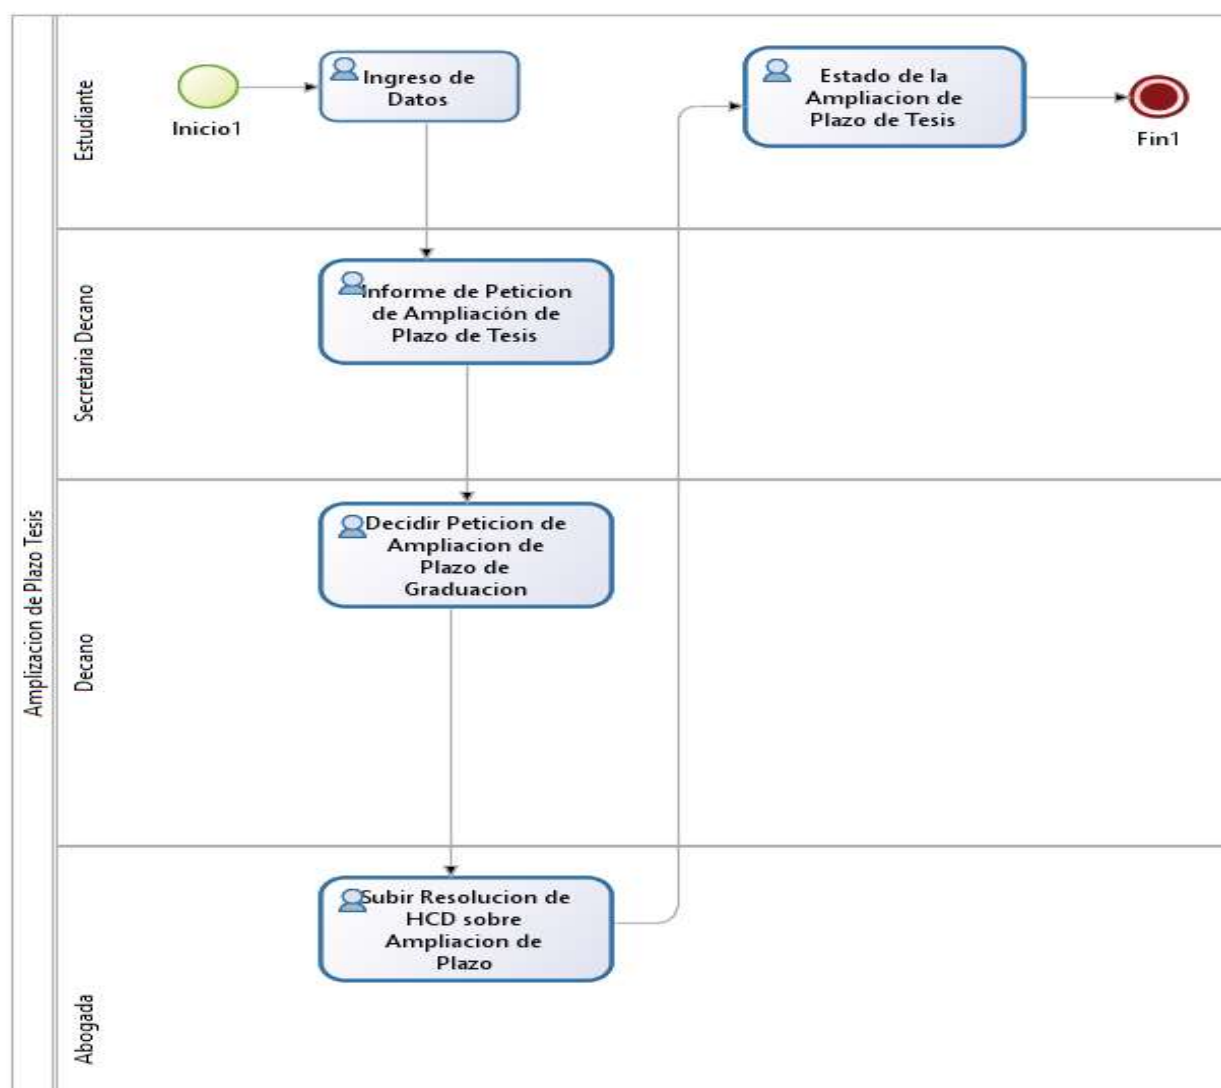 Amplizacion de Plazo Tesis
Estudiante
Inicio1
Ingreso de
Datos
Estado de la
Ampliacion de
Plazo de Tesis
Fin1
Secretaria Decano
Informe de Peticion
de Ampliación de
Plazo de Tesis
Decano
Decidir Peticion de
Ampliacion de
Plazo de
Graduacion
Abogada
Subir Resolucion de
HCD sobre
Ampliacion de
Plazo